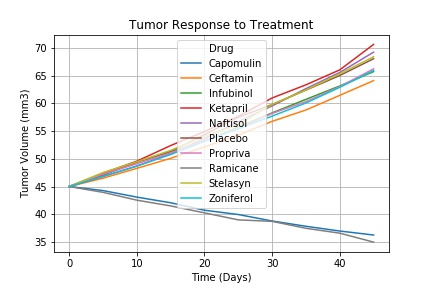 Tumor Response to Treatment
Tumor Volume (mm3)
70
65
60
55
50
45
40
35
Drug
Capomulin
Ceftamin
Infubinol
Ketapril
Naftisol
Placebo
Propriva
Ramicane
Stelasyn
Zoniferol
0
10
20
30
40
Time (Days)